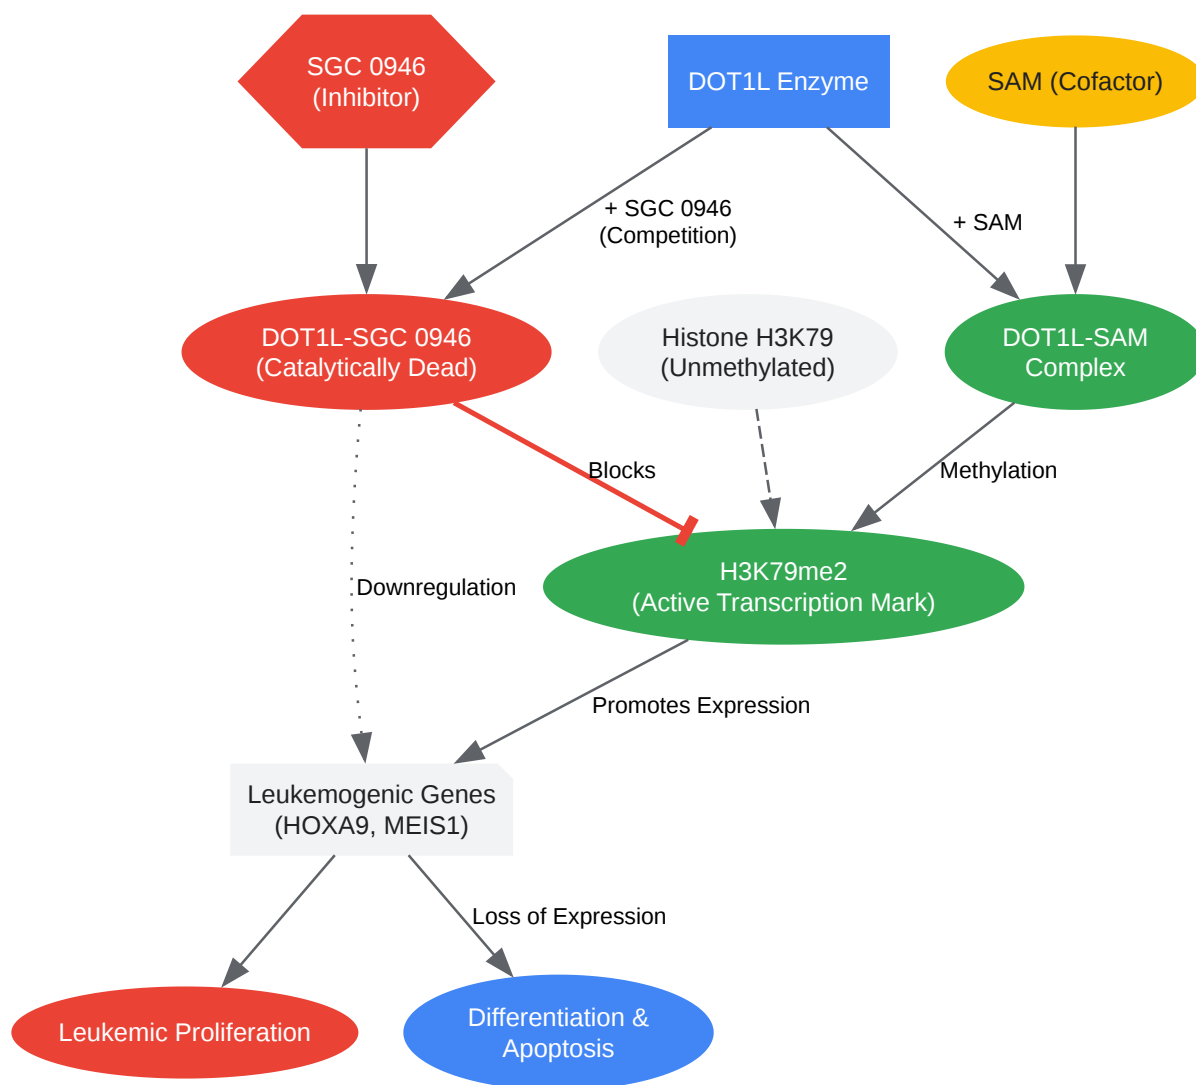 SGC 0946
(Inhibitor)
DOT1L Enzyme
SAM (Cofactor)
+ SGC 0946
(Competition)
+ SAM
DOT1L-SGC 0946
(Catalytically Dead)
Histone H3K79
(Unmethylated)
DOT1L-SAM
Complex
Blocks
Methylation
H3K79me2
(Active Transcription Mark)
Downregulation
Promotes Expression
Leukemogenic Genes
(HOXA9, MEIS1)
Loss of Expression
Leukemic Proliferation
Differentiation &
Apoptosis